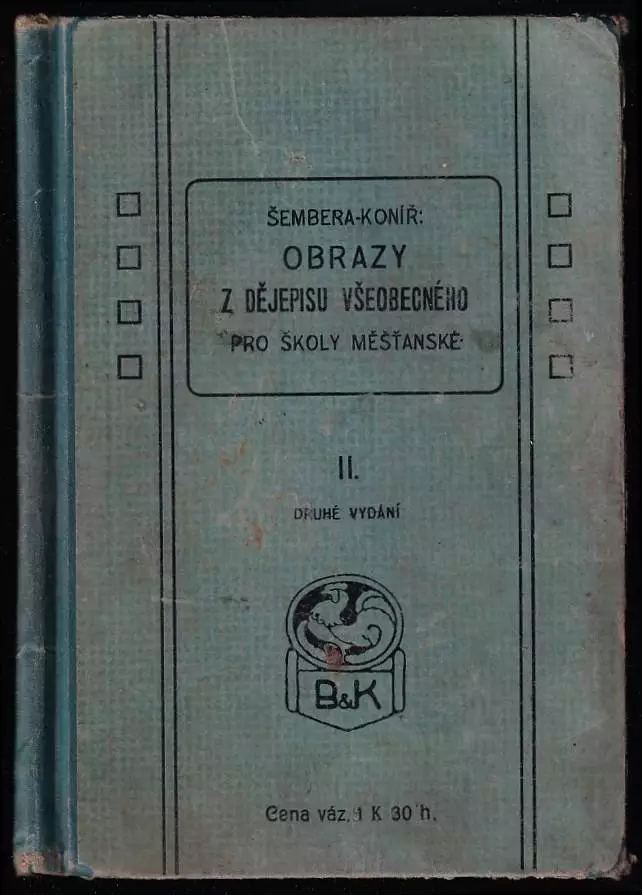 ŠEMBERA-KONÍŘ:
OBRAZY
Z DĚJEPISU VŠEOBECNÉHO
PRO ŠKOLY MĚŠŤANSKÉ
II.
DRUHÉ VYDÁNÍ
B&K
Cena váz. 1 K 30 h.